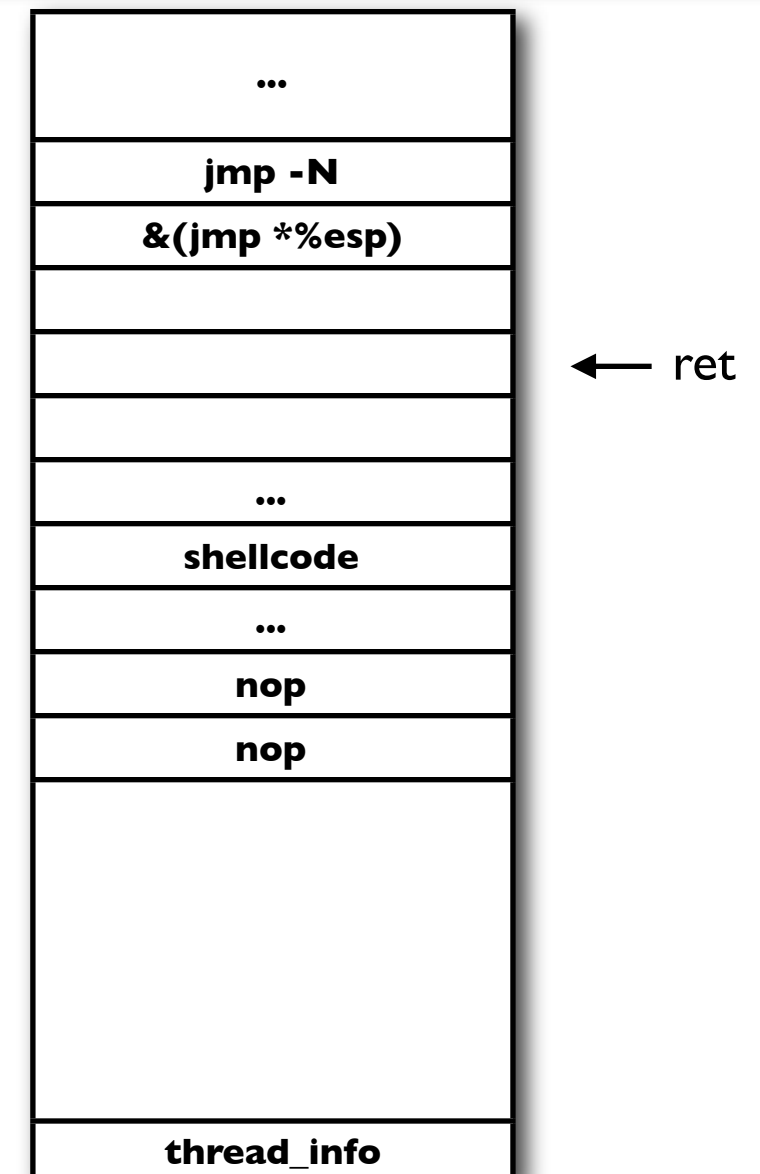 ...
jmp -N
&(jmp *%esp)
ret
...
shellcode
...
nop
nop
thread_info